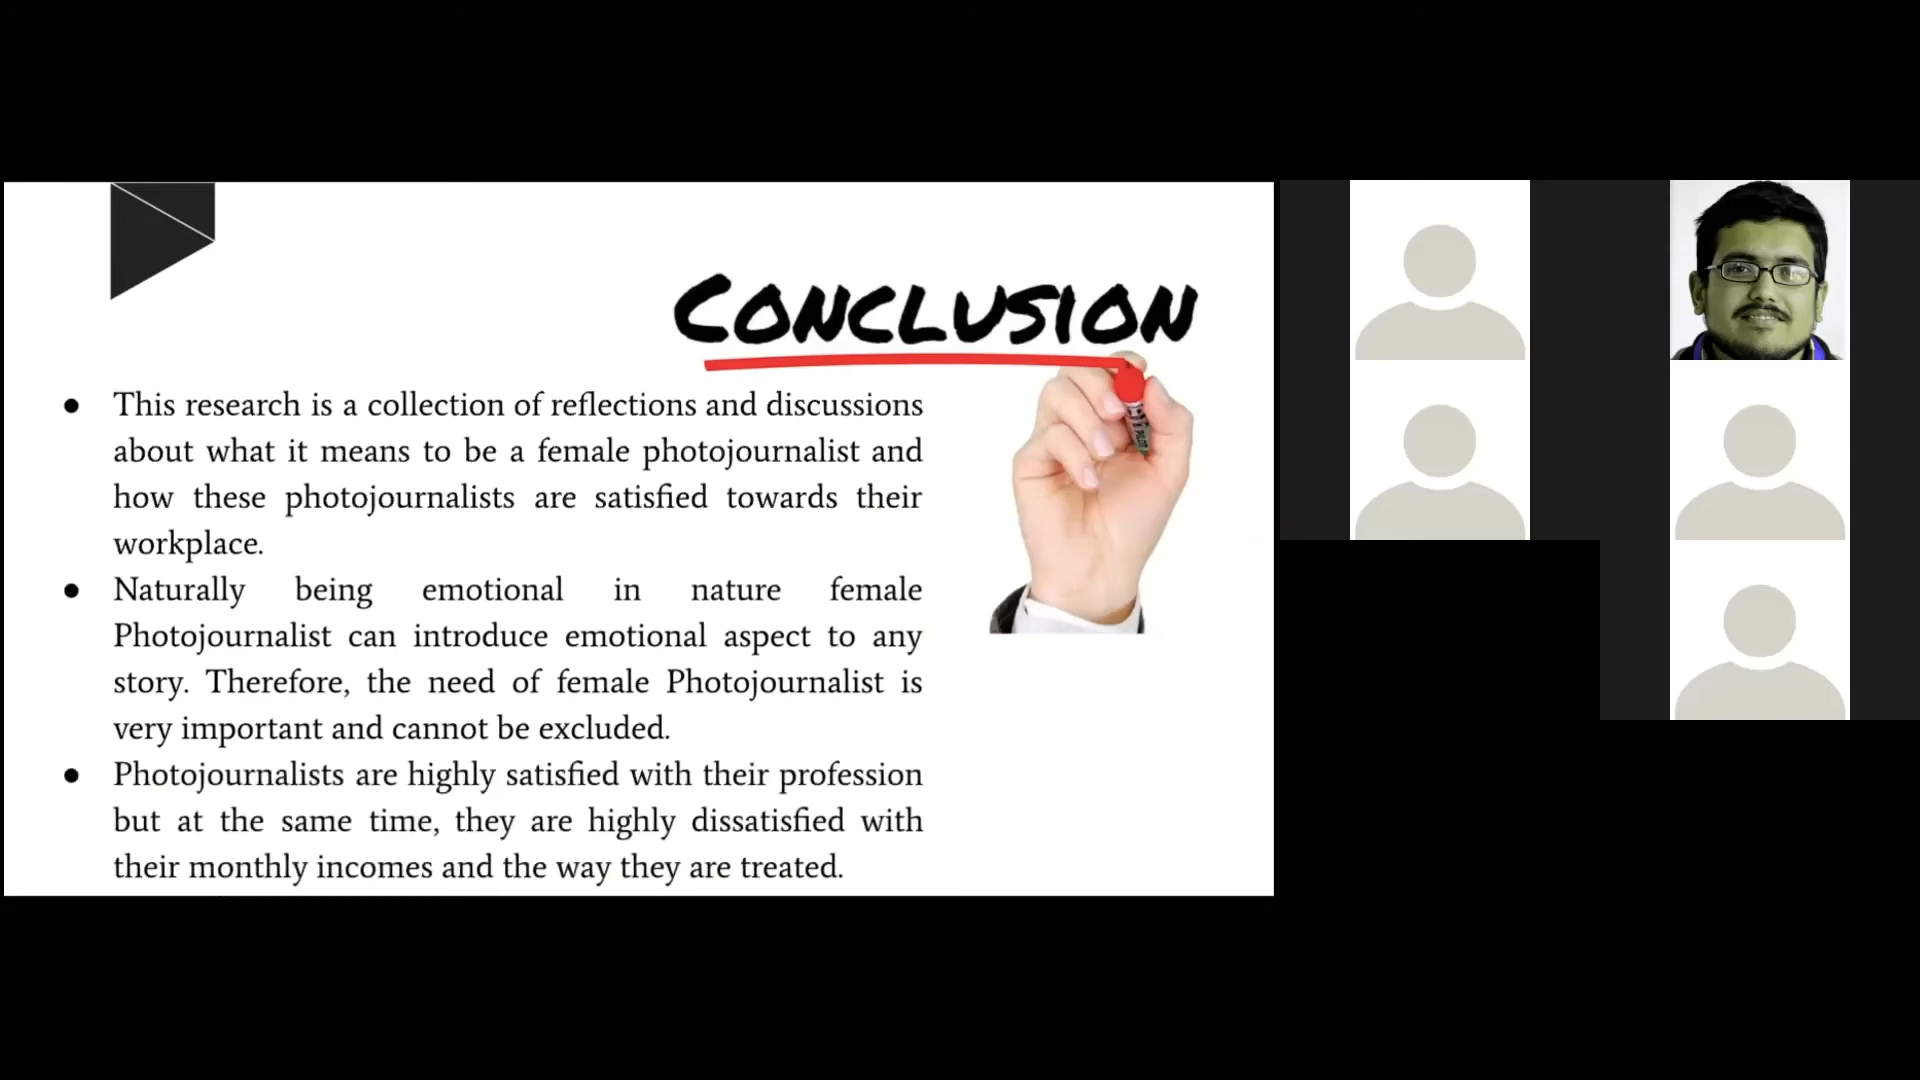 CONCLUSION
● This research is a collection of reflections and discussions
about what it means to be a female photojournalist and
how these photojournalists are satisfied towards their
workplace.
● Naturally being emotional in nature female
Photojournalist can introduce emotional aspect to any
story. Therefore, the need of female Photojournalist is
very important and cannot be excluded.
● Photojournalists are highly satisfied with their profession
but at the same time, they are highly dissatisfied with
their monthly incomes and the way they are treated.